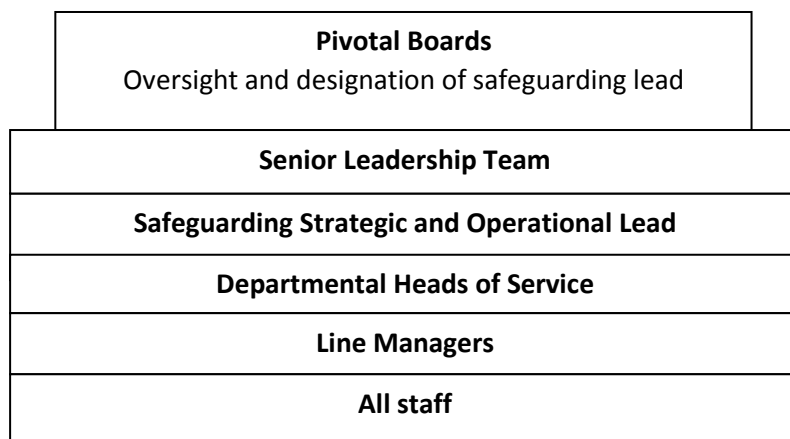 Pivotal Boards
Oversight and designation of safeguarding lead
Senior Leadership Team
Safeguarding Strategic and Operational Lead
Departmental Heads of Service
Line Managers
All staff